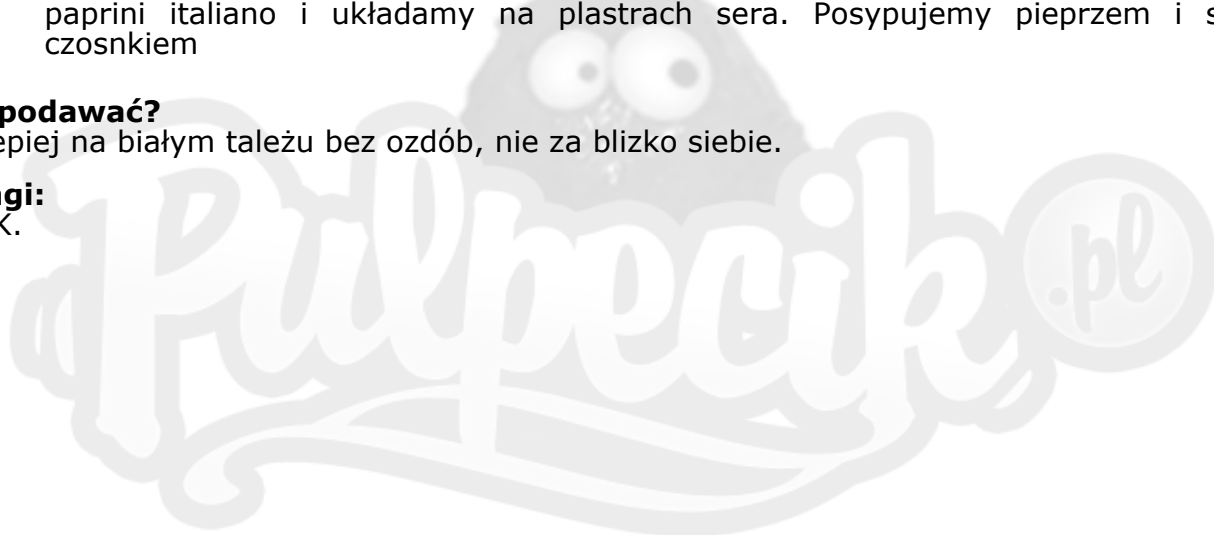 paprini italiano i układamy na plastrach sera. Posypujemy pieprzem i
czosnkiem
podawać?
na białym tależu bez ozdób, nie za blizko siebie.
Pulpecik .pl